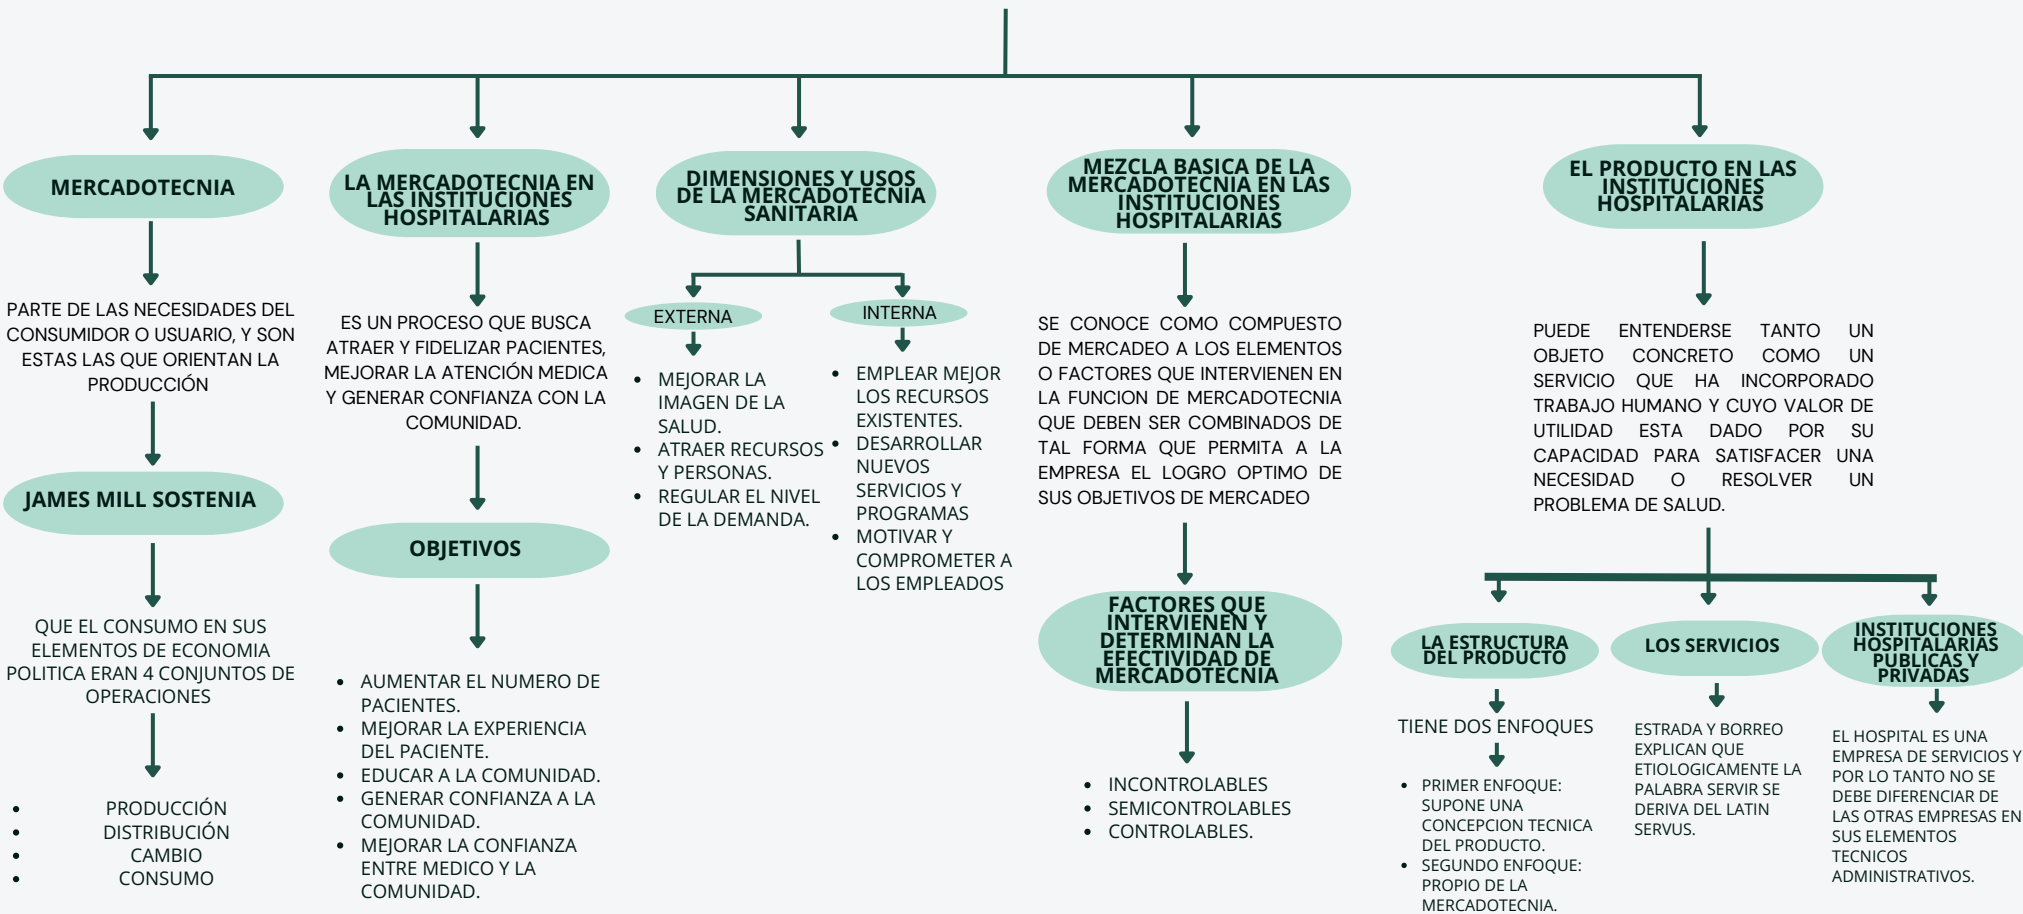 MERCADOTECNIA
PARTE DE LAS NECESIDADES DEL
CONSUMIDOR O USUARIO, Y SON
ESTAS LAS QUE ORIENTAN LA
PRODUCCIÓN
JAMES MILL SOSTENIA
QUE EL CONSUMO EN SUS
ELEMENTOS DE ECONOMIA
POLITICA ERAN 4 CONJUNTOS DE
OPERACIONES
• PRODUCCIÓN
• DISTRIBUCIÓN
• CAMBIO
• CONSUMO
LA MERCADOTECNIA EN
LAS INSTITUCIONES
HOSPITALARIAS
ES UN PROCESO QUE BUSCA
ATRAER Y FIDELIZAR PACIENTES,
MEJORAR LA ATENCIÓN MEDICA
Y GENERAR CONFIANZA CON LA
COMUNIDAD.
OBJETIVOS
• AUMENTAR EL NUMERO DE
PACIENTES.
• MEJORAR LA EXPERIENCIA
DEL PACIENTE.
• EDUCAR A LA COMUNIDAD.
• GENERAR CONFIANZA A LA
COMUNIDAD.
• MEJORAR LA CONFIANZA
ENTRE MEDICO Y LA
COMUNIDAD.
DIMENSIONES Y USOS
DE LA MERCADOTECNIA
SANITARIA
EXTERNA
• MEJORAR LA
IMAGEN DE LA
SALUD.
• ATRAER RECURSOS
Y PERSONAS.
• REGULAR EL NIVEL
DE LA DEMANDA.
INTERNA
• EMPLEAR MEJOR
LOS RECURSOS
EXISTENTES.
• DESARROLLAR
NUEVOS
SERVICIOS Y
PROGRAMAS
• MOTIVAR Y
COMPROMETER A
LOS EMPLEADOS
MEZCLA BASICA DE LA
MERCADOTECNIA EN LAS
INSTITUCIONES
HOSPITALARIAS
SE CONOCE COMO COMPUESTO
DE MERCADEO A LOS ELEMENTOS
O FACTORES QUE INTERVIENEN EN
LA FUNCION DE MERCADOTECNIA
QUE DEBEN SER COMBINADOS DE
TAL FORMA QUE PERMITA A LA
EMPRESA EL LOGRO OPTIMO DE
SUS OBJETIVOS DE MERCADEO
FACTORES QUE
INTERVIENEN Y
DETERMINAN LA
EFECTIVIDAD DE
MERCADOTECNIA
• INCONTROLABLES
• SEMICONTROLABLES
• CONTROLABLES.
EL PRODUCTO EN LAS
INSTITUCIONES
HOSPITALARIAS
PUEDE ENTENDERSE TANTO UN
OBJETO CONCRETO COMO UN
SERVICIO QUE HA INCORPORADO
TRABAJO HUMANO Y CUYO VALOR DE
UTILIDAD ESTA DADO POR SU
CAPACIDAD PARA SATISFACER UNA
NECESIDAD O RESOLVER UN
PROBLEMA DE SALUD.
LA ESTRUCTURA
DEL PRODUCTO
TIENE DOS ENFOQUES
• PRIMER ENFOQUE:
SUPONE UNA
CONCEPCION TECNICA
DEL PRODUCTO.
• SEGUNDO ENFOQUE:
PROPIO DE LA
MERCADOTECNIA.
LOS SERVICIOS
ESTRADA Y BORREO
EXPLICAN QUE
ETIOLOGICAMENTE LA
PALABRA SERVIR SE
DERIVA DEL LATIN
SERVUS.
INSTITUCIONES
HOSPITALARIAS
PUBLICAS Y
PRIVADAS
EL HOSPITAL ES UNA
EMPRESA DE SERVICIOS Y
POR LO TANTO NO SE
DEBE DIFERENCIAR DE
LAS OTRAS EMPRESAS EN
SUS ELEMENTOS
TECNICOS
ADMINISTRATIVOS.